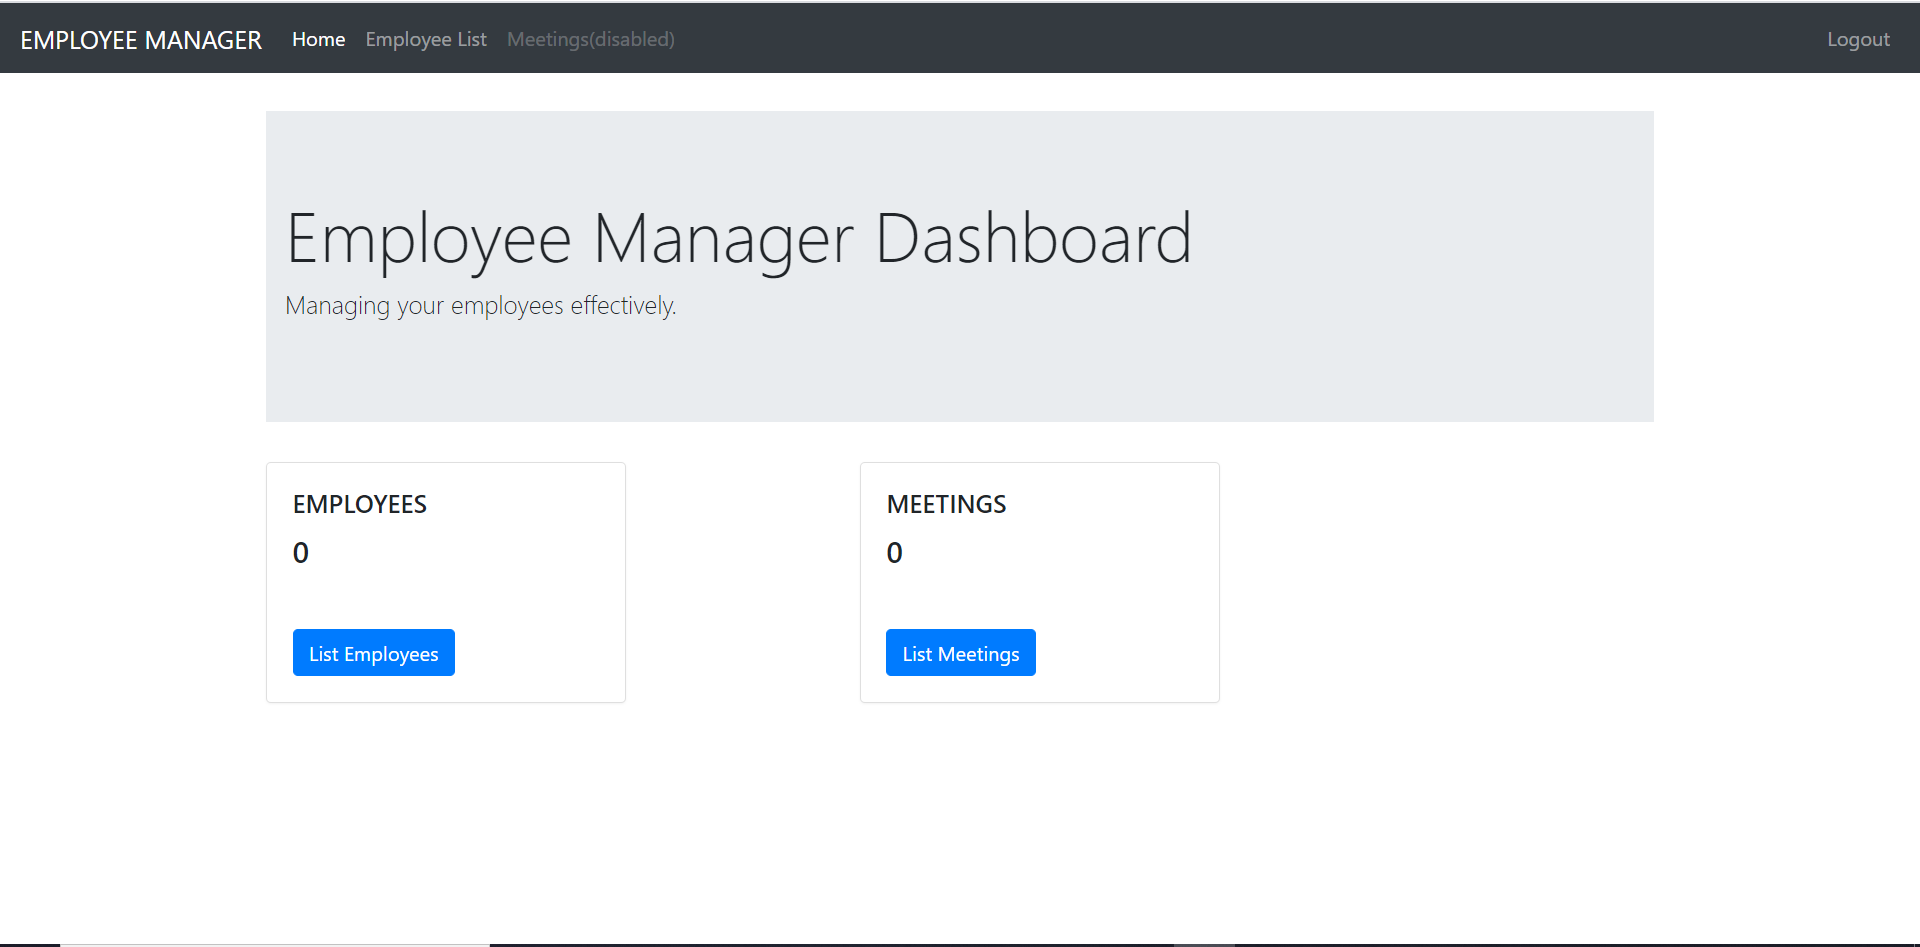 EMPLOYEE MANAGER Home Employee List Meetings(disabled) Logout
Employee Manager Dashboard
Managing your employees effectively.
EMPLOYEES
0
List Employees
MEETINGS
0
List Meetings